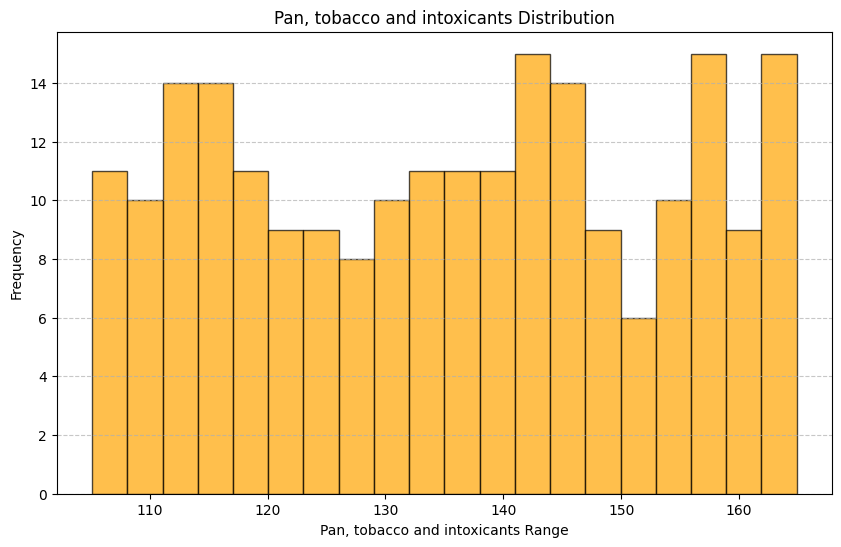 Pan, tobacco and intoxicants Distribution
14
12
10
8
6
4
2
0
Frequency
110 120 130 140 150 160
Pan, tobacco and intoxicants Range